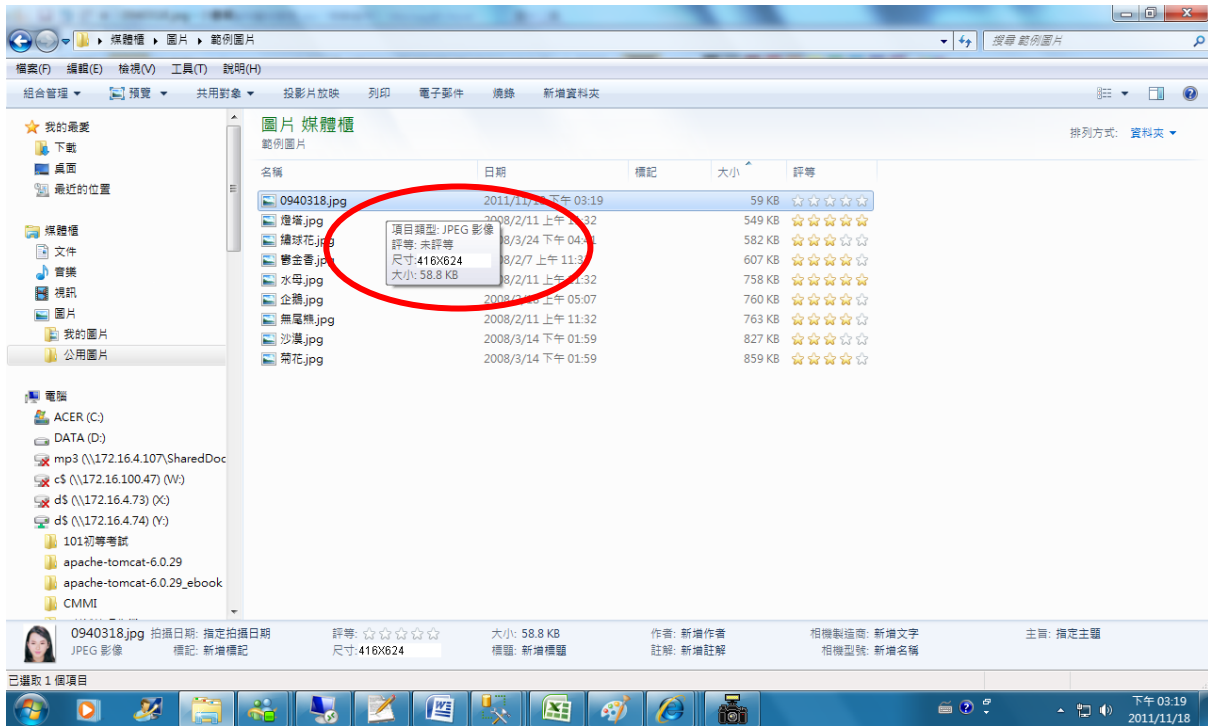 媒體櫃 ▸ 圖片 ▸ 範例圖片
搜尋 範例圖片
檔案(F) 編輯(E) 檢視(V) 工具(T) 說明(H)
組合管理 預覽 共用對象 投影片放映 列印 電子郵件 燒錄 新增資料夾
我的最愛
下載
桌面
最近的位置
媒體櫃
文件
音樂
視訊
圖片
我的圖片
公用圖片
電腦
ACER (C:)
DATA (D:)
mp3 (\\172.16.4.107\SharedDoc
c$ (\\172.16.100.47) (W:)
d$ (\\172.16.4.73) (X:)
d$ (\\172.16.4.74) (Y:)
101初等考試
apache-tomcat-6.0.29
apache-tomcat-6.0.29_ebook
CMMI
圖片 媒體櫃
範例圖片
排列方式: 資料夾
名稱 日期 標記 大小 評等
0940318.jpg 下午 03:19 59 KB
燈塔.jpg 2008/2/11 上午 549 KB
繡球花.jpg 下午 582 KB
鬱金香.jpg 上午 607 KB
水母.jpg 758 KB
企鵝.jpg 下午 05:07 760 KB
無尾熊.jpg 2008/2/11 上午 11:32 763 KB
沙漠.jpg 2008/3/14 下午 01:59 827 KB
菊花.jpg 2008/3/14 下午 01:59 859 KB
項目類型: JPEG 影像
評等: 未評等
尺寸:416X624
大小: 58.8 KB
0940318.jpg 拍攝日期: 指定拍攝日期 評等: 大小: 58.8 KB 作者: 新增作者 相機製造商: 新增文字 主旨: 指定主題
JPEG 影像 標記: 新增標記 尺寸:416X624 標題: 新增標題 註解: 新增註解 相機型號: 新增名稱
已選取 1 個項目
下午 03:19
2011/11/18